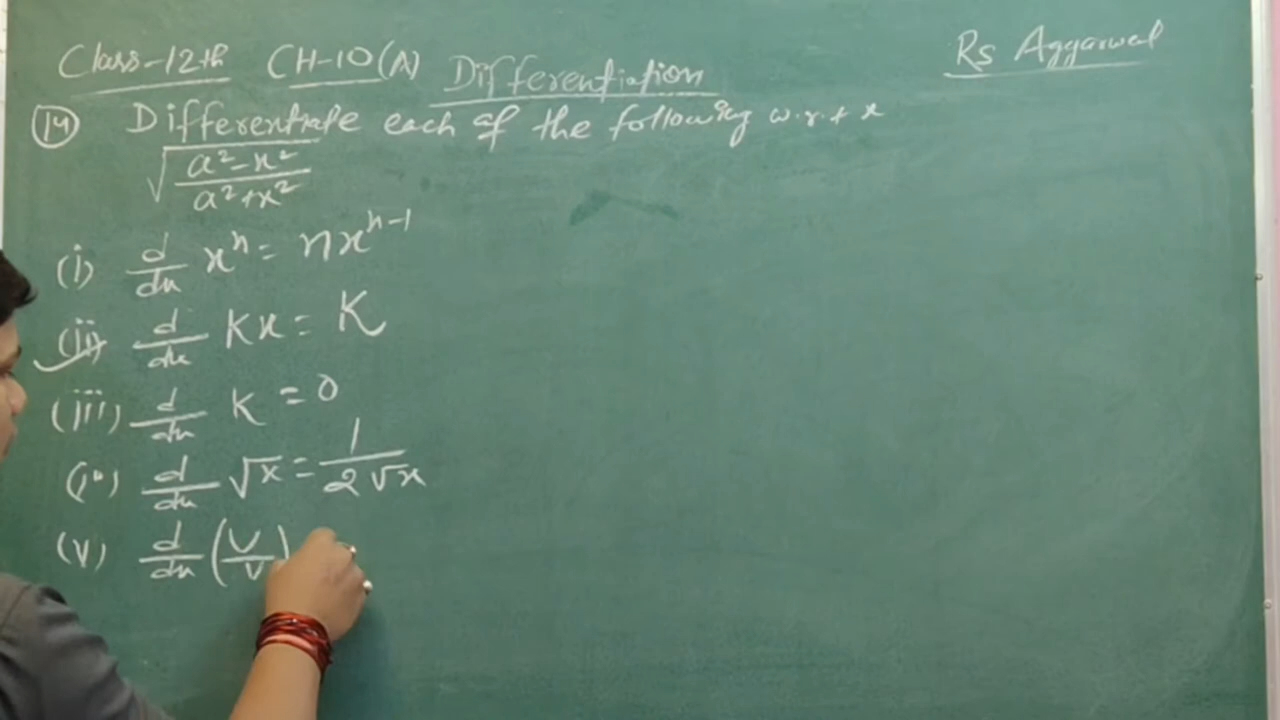 Class-12th CH-10(A) Differentiation Rs Aggarwal
(14) Differentiate each of the following w.r.t x
√((a²-x²)/(a²+x²))
(i) d/dx xⁿ = nxⁿ⁻¹
(ii) d/dx Kx = K
(iii) d/dx K = 0
(iv) d/dx √x = 1/(2√x)
(v) d/dx (U/V)